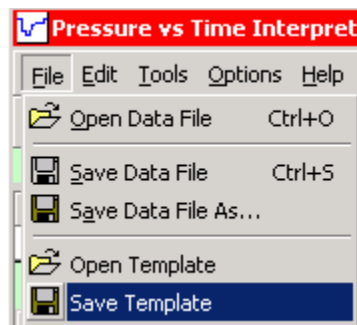 Pressure vs Time Interpret
File Edit Tools Options Help
Open Data File Ctrl+O
Save Data File Ctrl+S
Save Data File As...
Open Template
Save Template